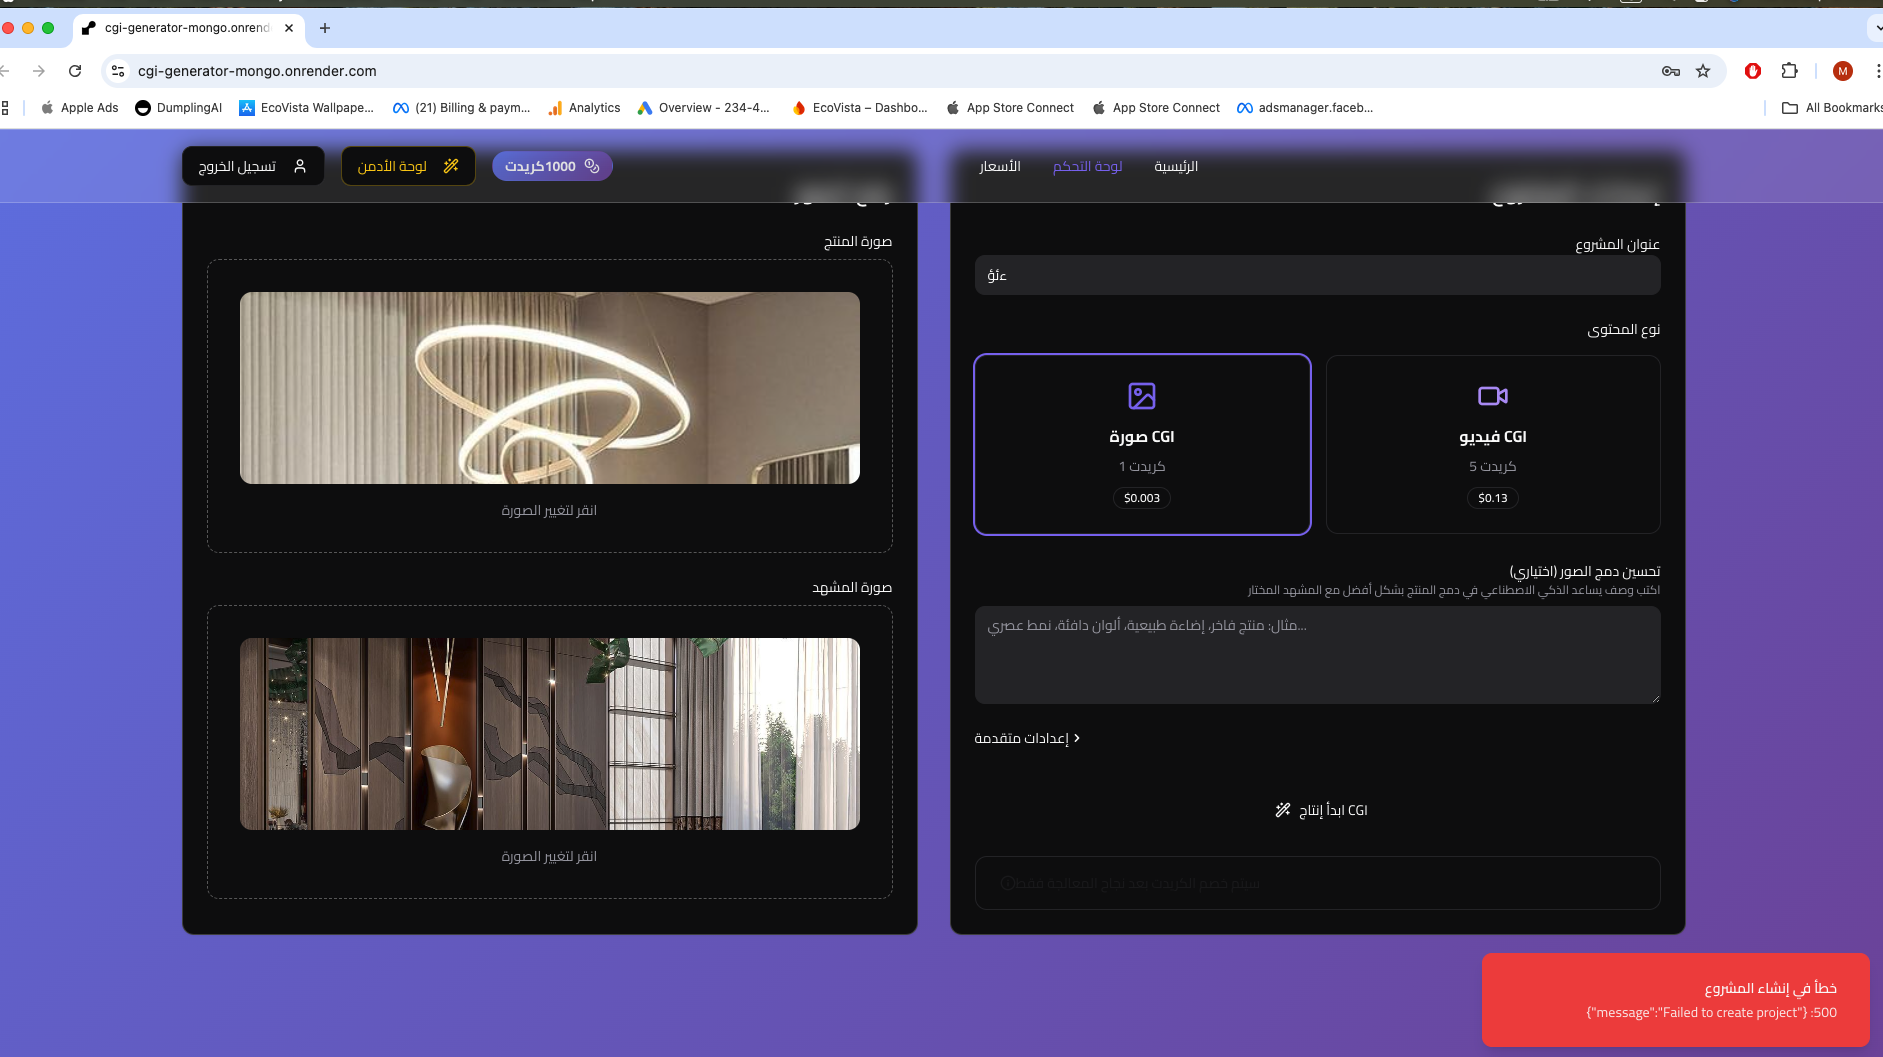 cgi-generator-mongo.onrend
cgi-generator-mongo.onrender.com
M
Apple Ads
DumplingAI
EcoVista Wallpape...
(21) Billing & paym...
Analytics
Overview - 234-4...
EcoVista – Dashbo...
App Store Connect
App Store Connect
adsmanager.faceb...
All Bookmarks
الرئيسية
لوحة التحكم
الأسعار
1000كريدت
لوحة الأدمن
تسجيل الخروج
عنوان المشروع
ءئؤ
نوع المحتوى
CGI فيديو
5 كريدت
$0.13
CGI صورة
1 كريدت
$0.003
تحسين دمج الصور (اختياري)
اكتب وصف يساعد الذكي الاصطناعي في دمج المنتج بشكل أفضل مع المشهد المختار
مثال: منتج فاخر، إضاءة طبيعية، ألوان دافئة، نمط عصري...
إعدادات متقدمة
CGI ابدأ إنتاج
سيتم خصم الكريدت بعد نجاح المعالجة فقط
صورة المنتج
انقر لتغيير الصورة
صورة المشهد
انقر لتغيير الصورة
خطأ في إنشاء المشروع
500: {"message":"Failed to create project"}